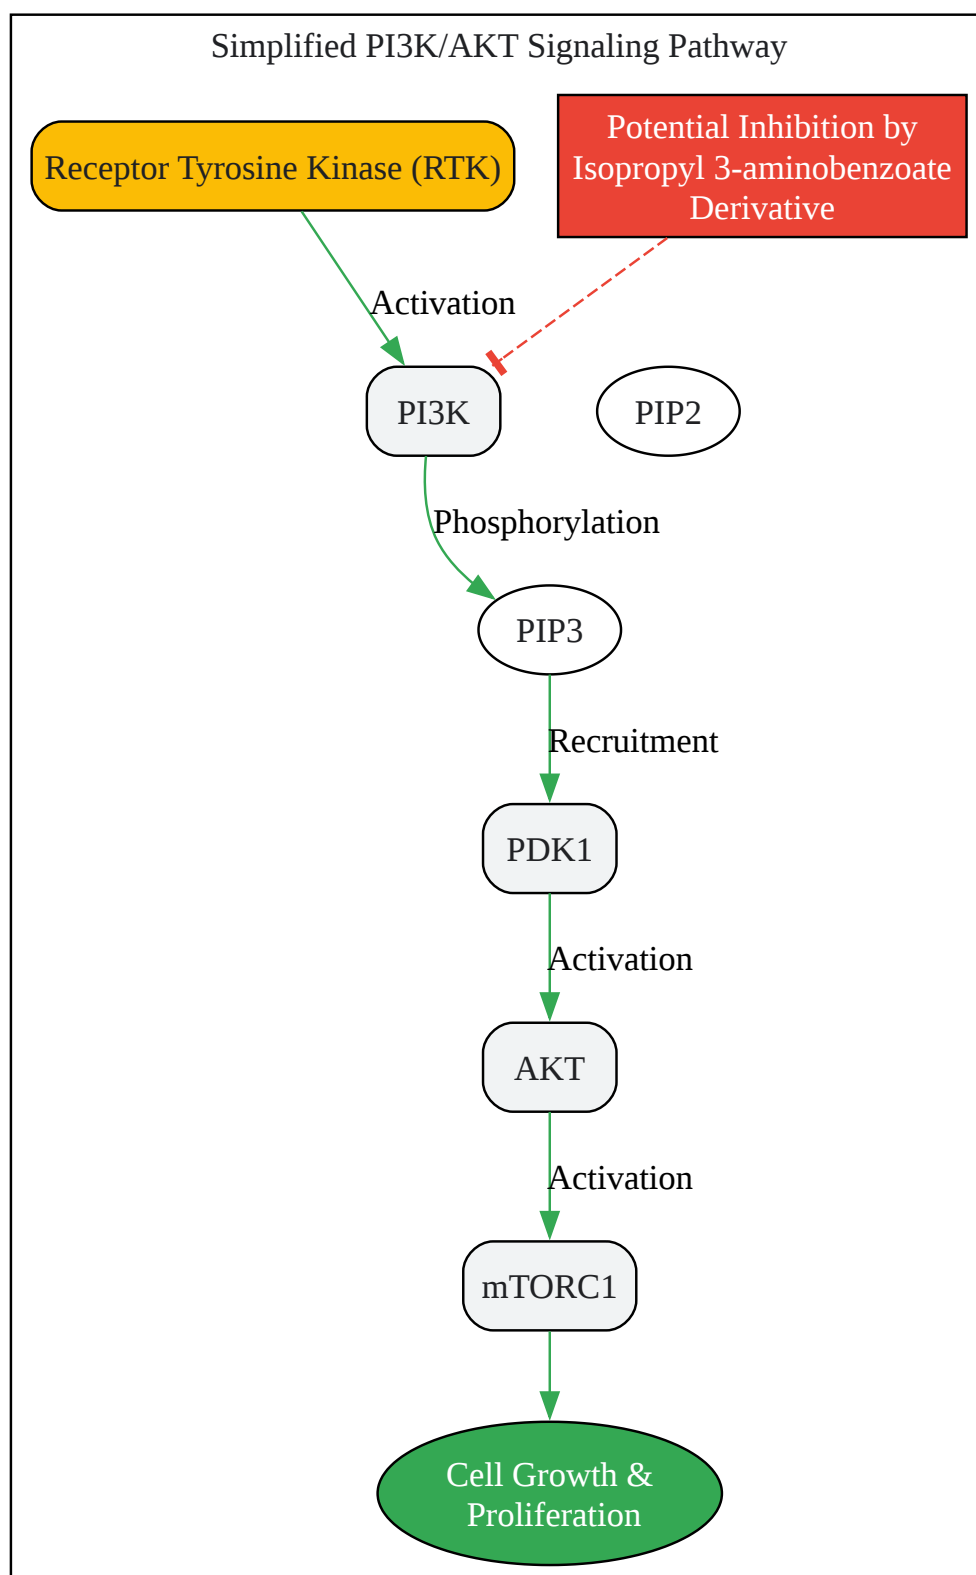 Simplified PI3K/AKT Signaling Pathway
Receptor Tyrosine Kinase (RTK)
Potential Inhibition by
Isopropyl 3-aminobenzoate
Derivative
Activation
PI3K
PIP2
Phosphorylation
PIP3
Recruitment
PDK1
Activation
AKT
Activation
mTORC1
Cell Growth &
Proliferation